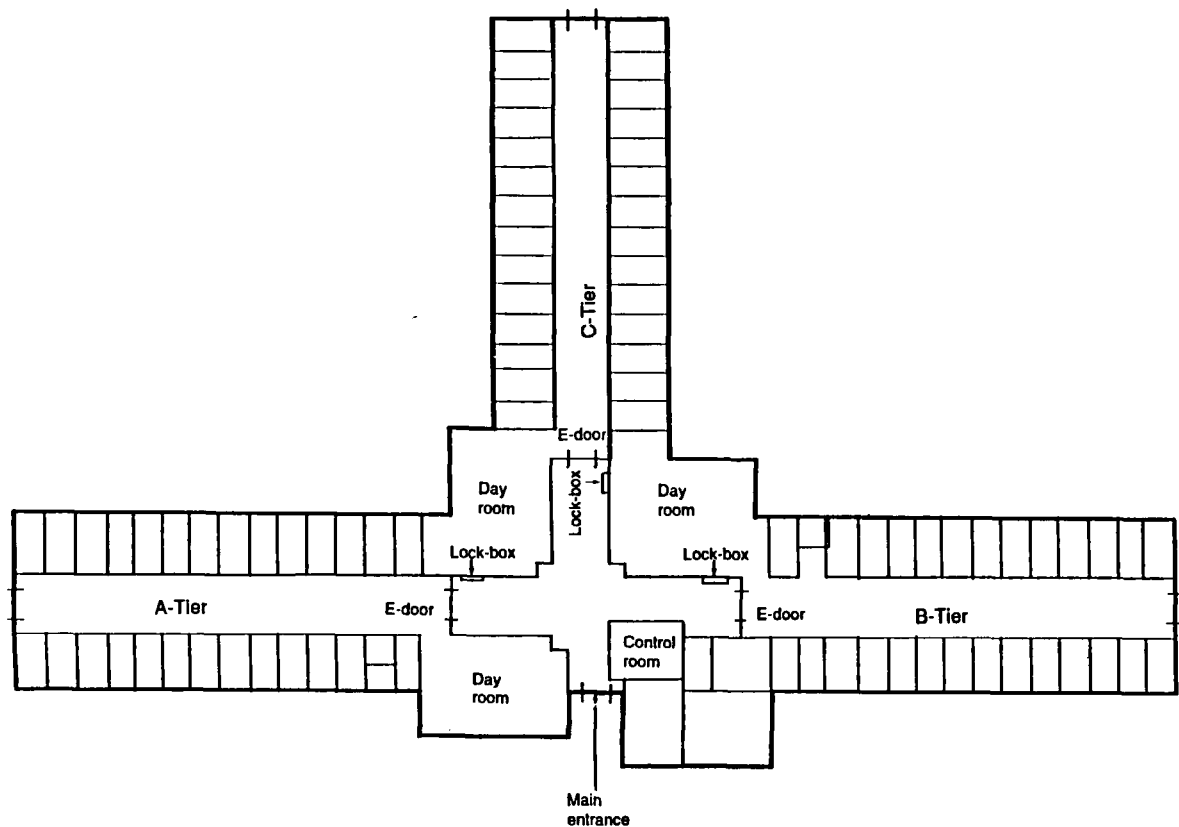 C-Tier
E-door
Lock-box
Day
room
Day
room
Lock-box
Lock-box
A-Tier
E-door
E-door
B-Tier
Control
room
Day
room
Main
entrance